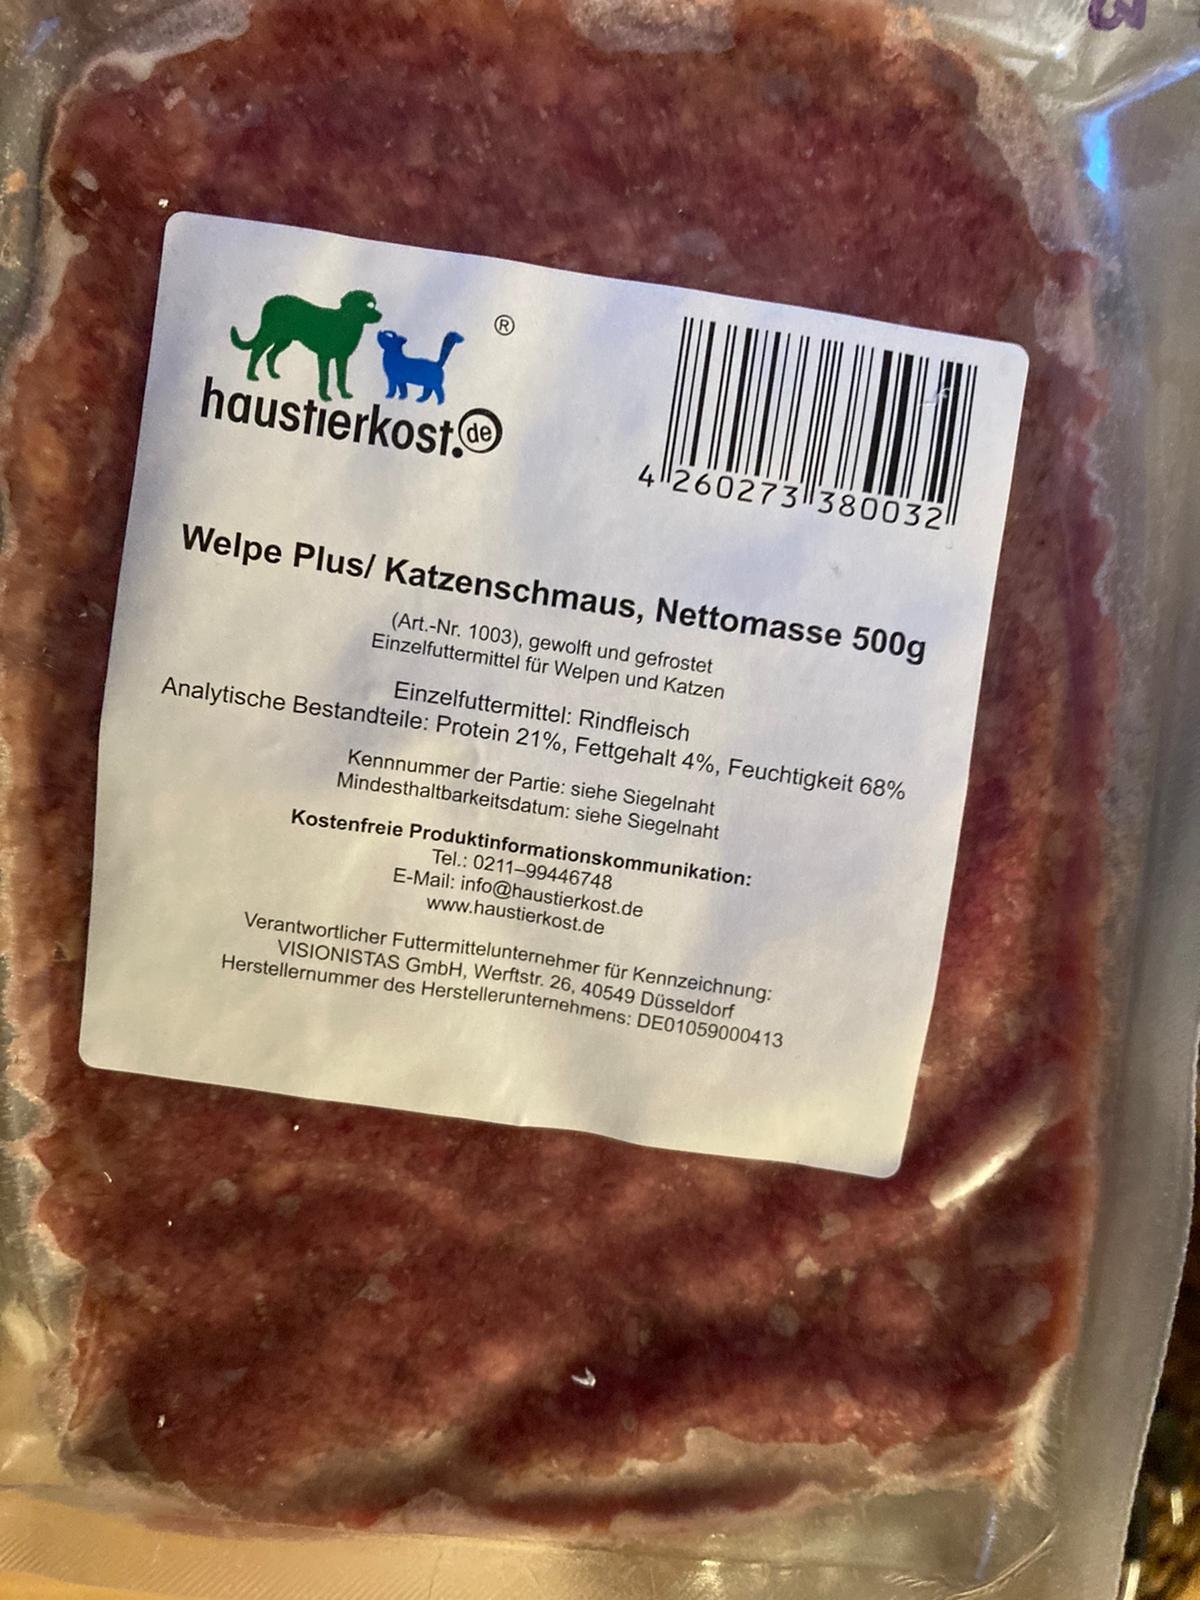 3
®
haustierkost.de
4 260273 380032
Welpe Plus/ Katzenschmaus, Nettomasse 500g
(Art.-Nr. 1003), gewolft und gefrostet
Einzelfuttermittel für Welpen und Katzen
Einzelfuttermittel: Rindfleisch
Analytische Bestandteile: Protein 21%, Fettgehalt 4%, Feuchtigkeit 68%
Kennnummer der Partie: siehe Siegelnaht
Mindesthaltbarkeitsdatum: siehe Siegelnaht
Kostenfreie Produktinformationskommunikation:
Tel.: 0211–99446748
E-Mail: info@haustierkost.de
www.haustierkost.de
Verantwortlicher Futtermittelunternehmer für Kennzeichnung:
VISIONISTAS GmbH, Werftstr. 26, 40549 Düsseldorf
Herstellernummer des Herstellerunternehmens: DE01059000413